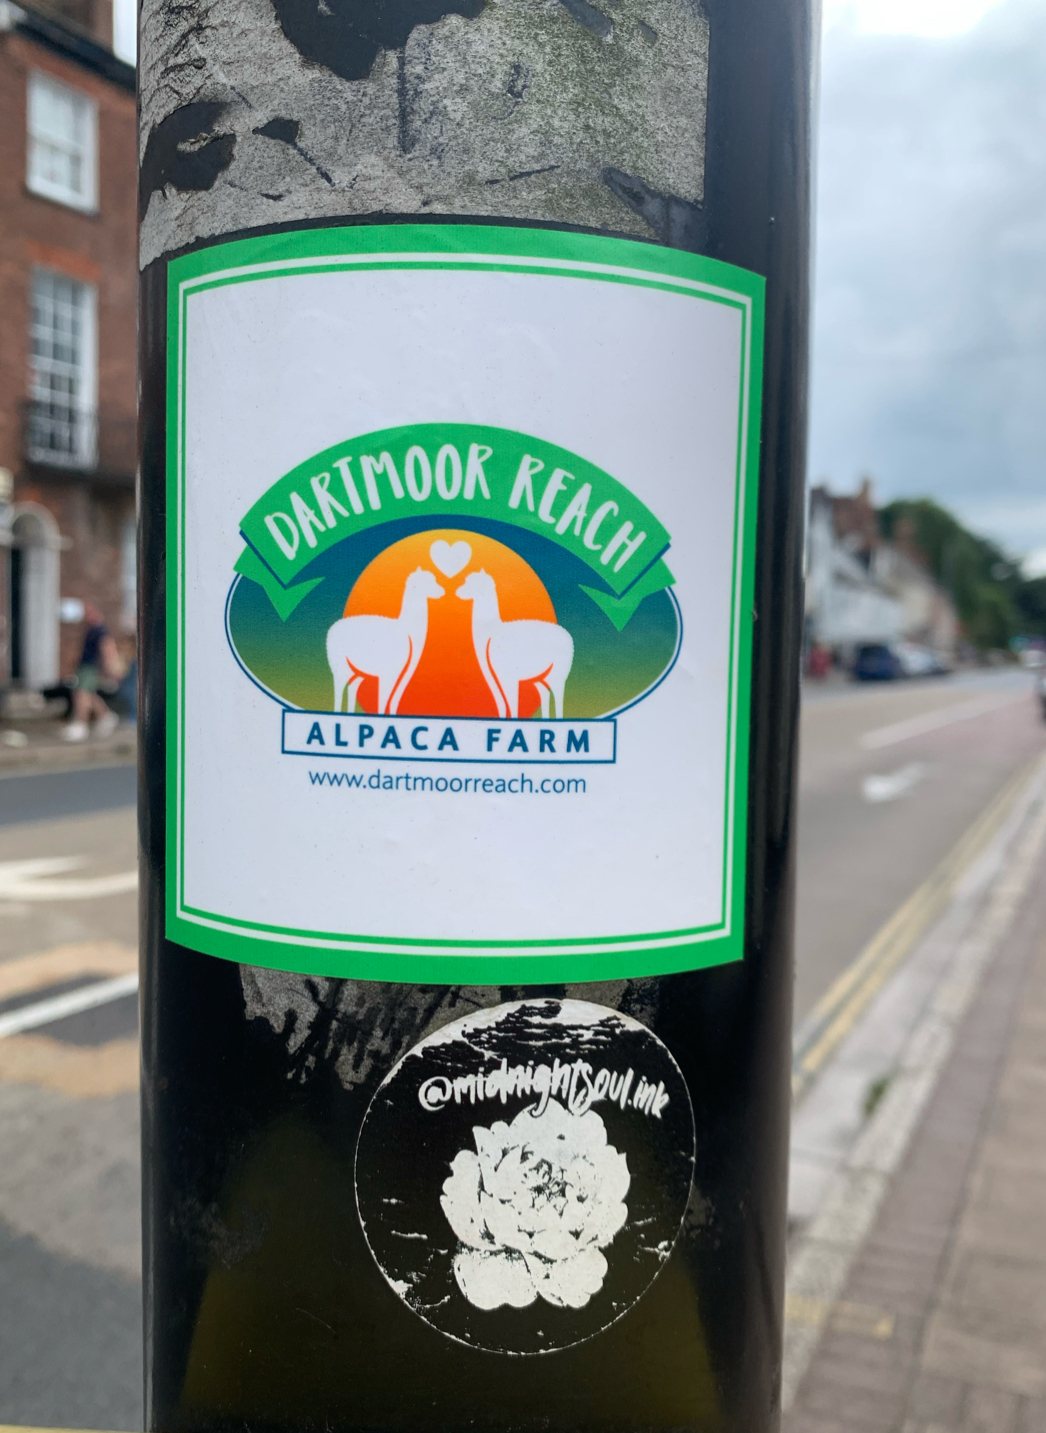 DARTMOOR REACH
ALPACA FARM
www.dartmoorreach.com
@midnightsoul.ink